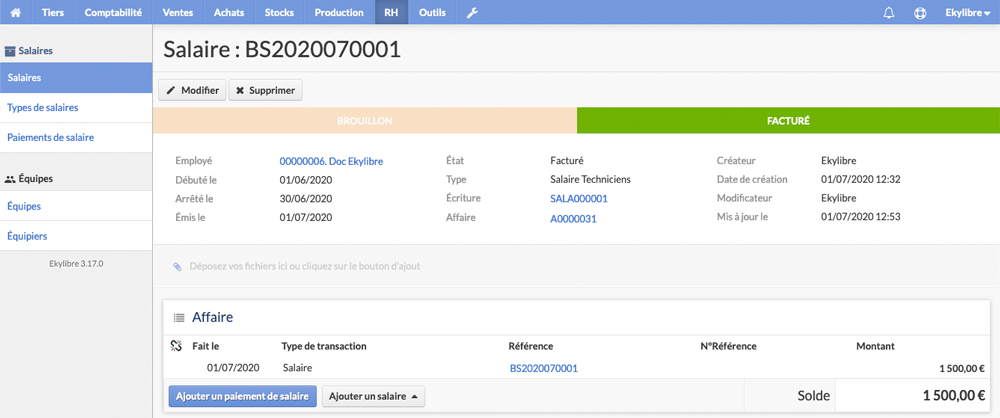 Tiers Comptabilité Ventes Achats Stocks Production RH Outils Ekylibre
Salaires
Salaires
Types de salaires
Paiements de salaire
Équipes
Équipes
Équipiers
Ekylibre 3.17.0
Salaire : BS2020070001
Modifier Supprimer
BROUILLON FACTURÉ
Employé 00000006. Doc Ekylibre État Facturé Créateur Ekylibre
Débuté le 01/06/2020 Type Salaire Techniciens Date de création 01/07/2020 12:32
Arrêté le 30/06/2020 Écriture SALA000001 Modificateur Ekylibre
Émis le 01/07/2020 Affaire A0000031 Mis à jour le 01/07/2020 12:53
Déposez vos fichiers ici ou cliquez sur le bouton d'ajout
Affaire
Fait le Type de transaction Référence N°Référence Montant
01/07/2020 Salaire BS2020070001 1 500,00 €
Ajouter un paiement de salaire Ajouter un salaire Solde 1 500,00 €